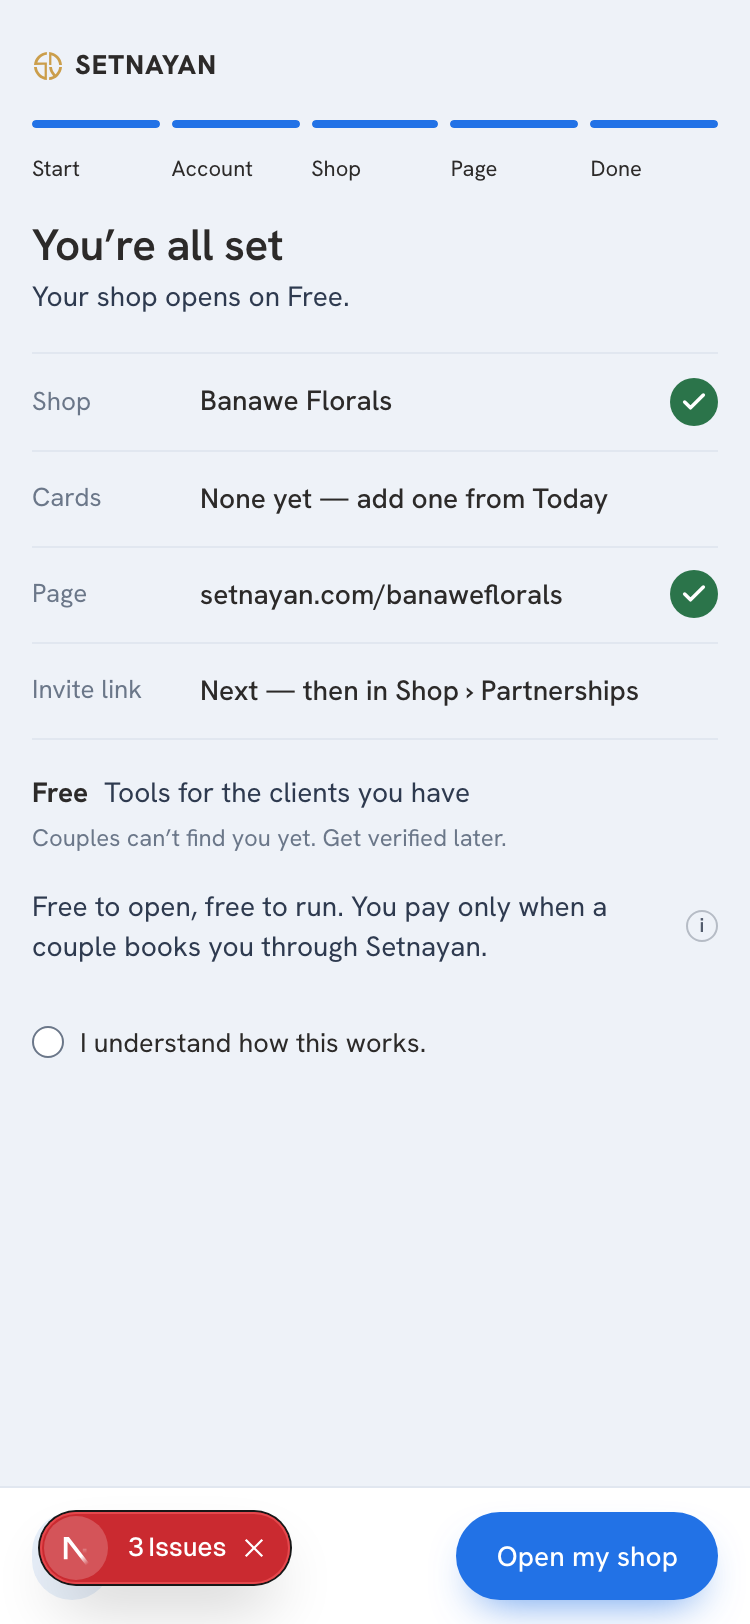 SETNAYAN
Start Account Shop Page Done
You’re all set
Your shop opens on Free.
Shop Banawe Florals
Cards None yet — add one from Today
Page setnayan.com/banaweflorals
Invite link Next — then in Shop › Partnerships
Free Tools for the clients you have
Couples can’t find you yet. Get verified later.
Free to open, free to run. You pay only when a
couple books you through Setnayan.
i
I understand how this works.
N 3 Issues
Open my shop